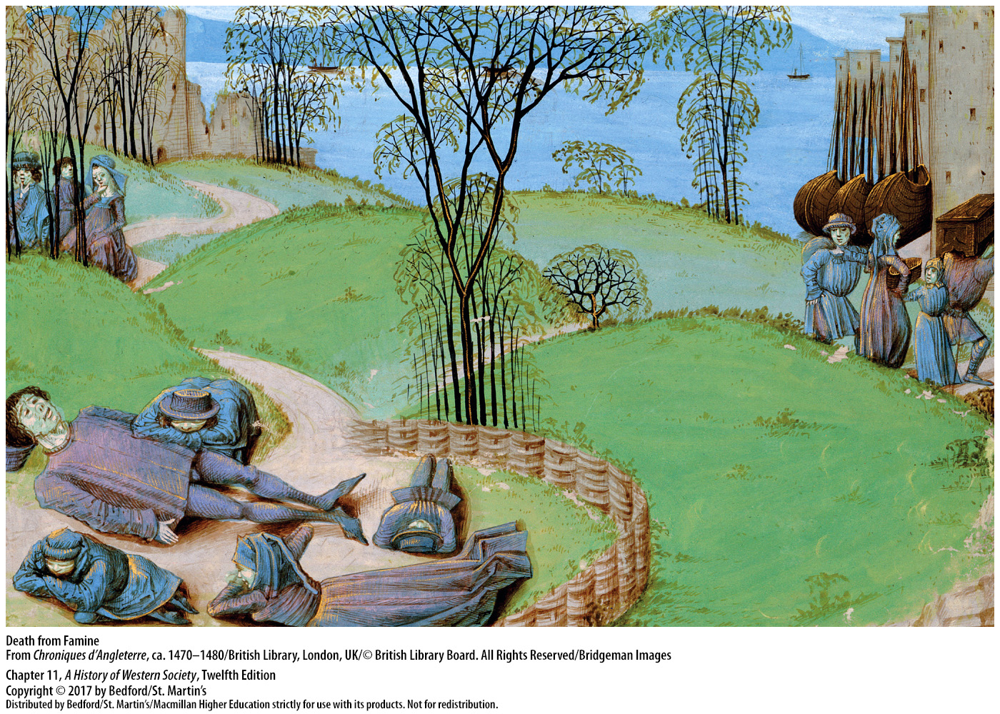 Death from Famine
From Chroniques d’Angleterre, ca. 1470–1480/British Library, London, UK/© British Library Board. All Rights Reserved/Bridgeman Images
Chapter 11, A History of Western Society, Twelfth Edition
Copyright © 2017 by Bedford/St. Martin’s
Distributed by Bedford/St. Martin’s/Macmillan Higher Education strictly for use with its products. Not for redistribution.